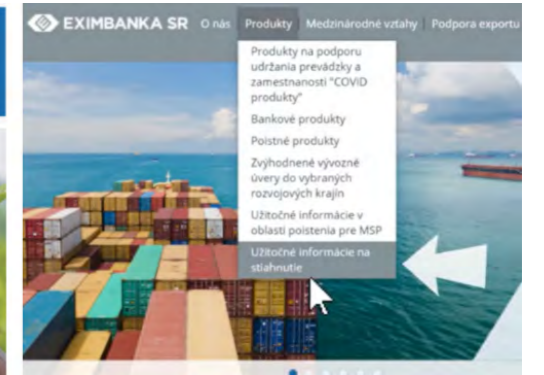 EXIMBANKA SR
O nás Produkty Medzinárodné vzťahy Podpora exportu
Produkty na podporu
udržania prevádzky a
zamestnanosti "COVID
produkty"
Bankové produkty
Poistné produkty
Zvýhodnené vývozné
úvery do vybraných
rozvojových krajín
Užitočné informácie v
oblasti poistenia pre MSP
Užitočné informácie na
stiahnutie